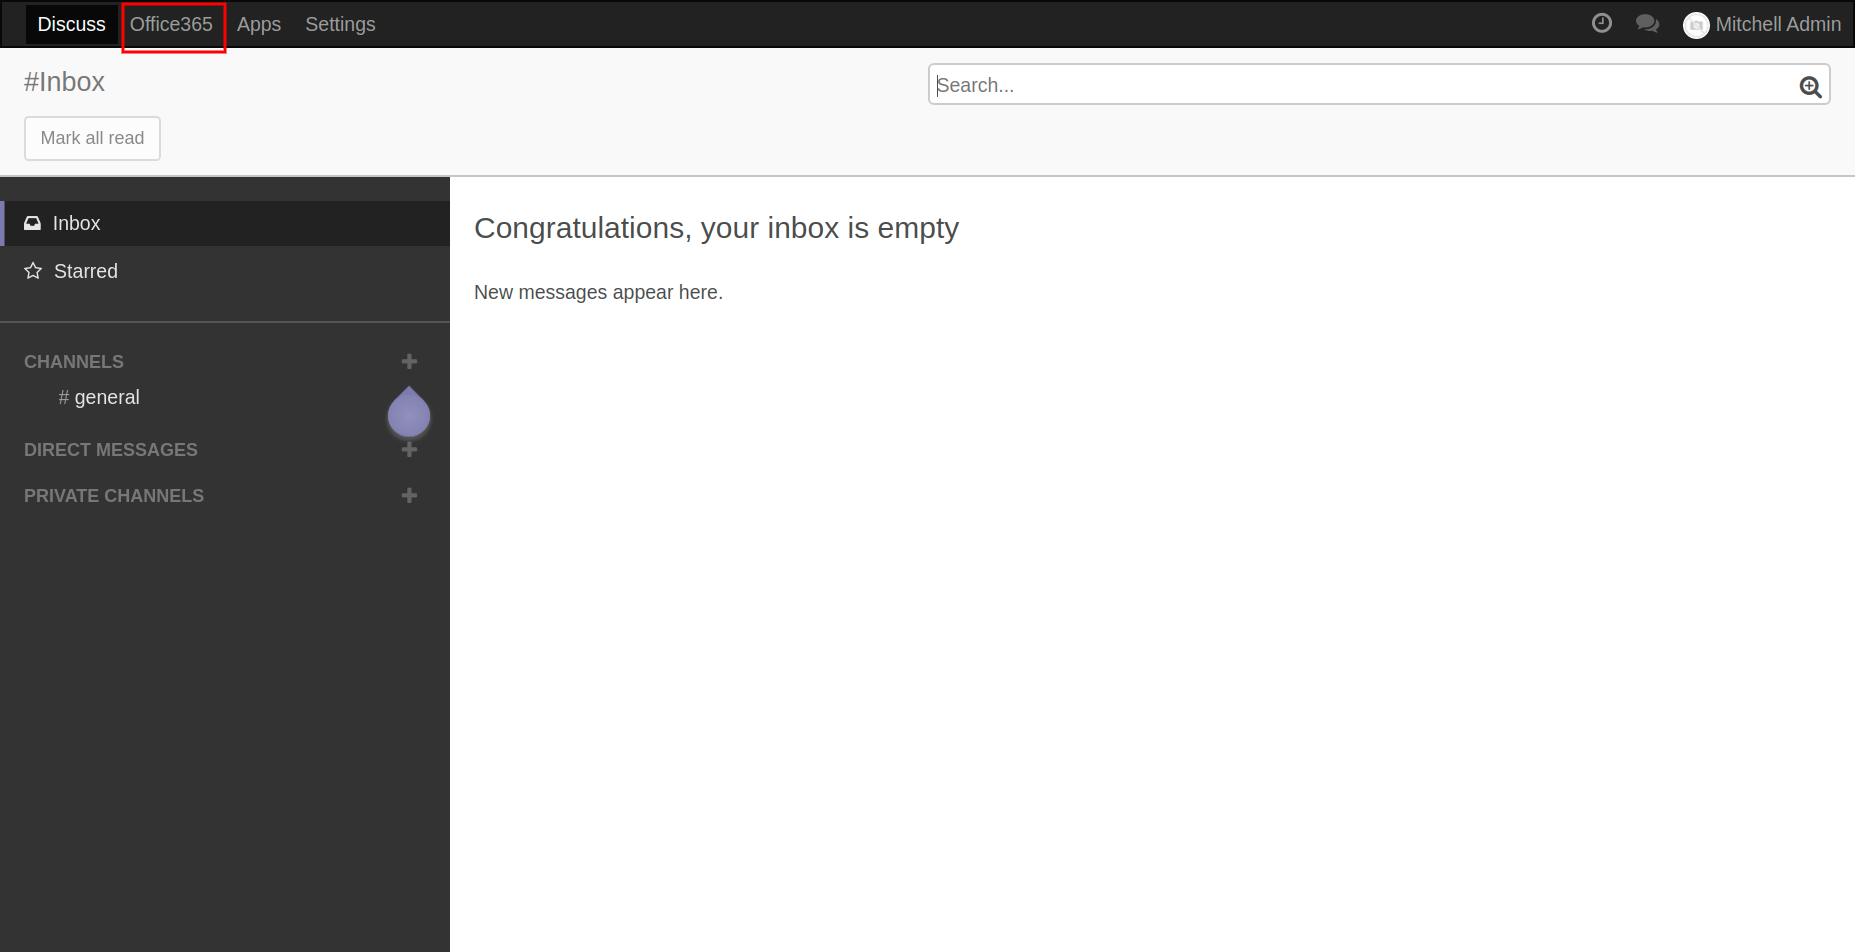 Discuss Office365 Apps Settings Mitchell Admin
#Inbox
Search...
Mark all read
Inbox
Starred
Congratulations, your inbox is empty
New messages appear here.
CHANNELS
# general
DIRECT MESSAGES
PRIVATE CHANNELS